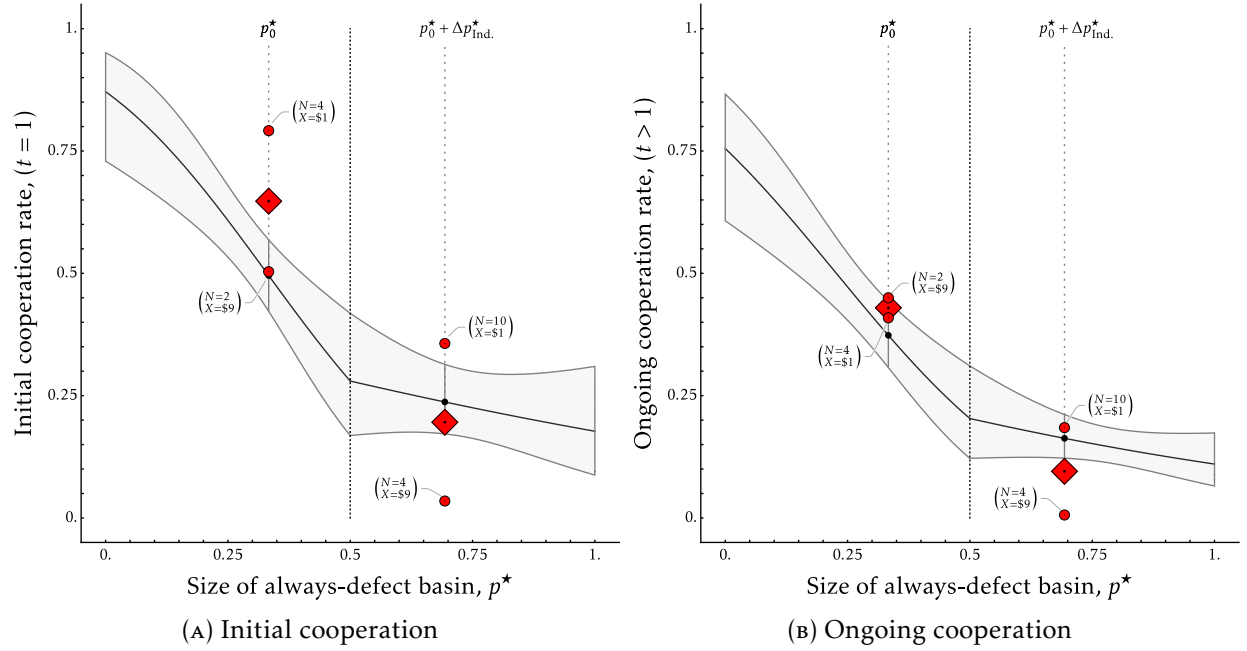 p₀★
p₀★ + Δp★Ind.
p₀★
p₀★ + Δp★Ind.
1.
0.75
0.5
0.25
0.
Initial cooperation rate, (t = 1)
(N=4
X=$1)
(N=2
X=$9)
(N=10
X=$1)
(N=4
X=$9)
0.
0.25
0.5
0.75
1.
Size of always-defect basin, p★
(A) Initial cooperation
1.
0.75
0.5
0.25
0.
Ongoing cooperation rate, (t > 1)
(N=2
X=$9)
(N=4
X=$1)
(N=10
X=$1)
(N=4
X=$9)
0.
0.25
0.5
0.75
1.
Size of always-defect basin, p★
(B) Ongoing cooperation